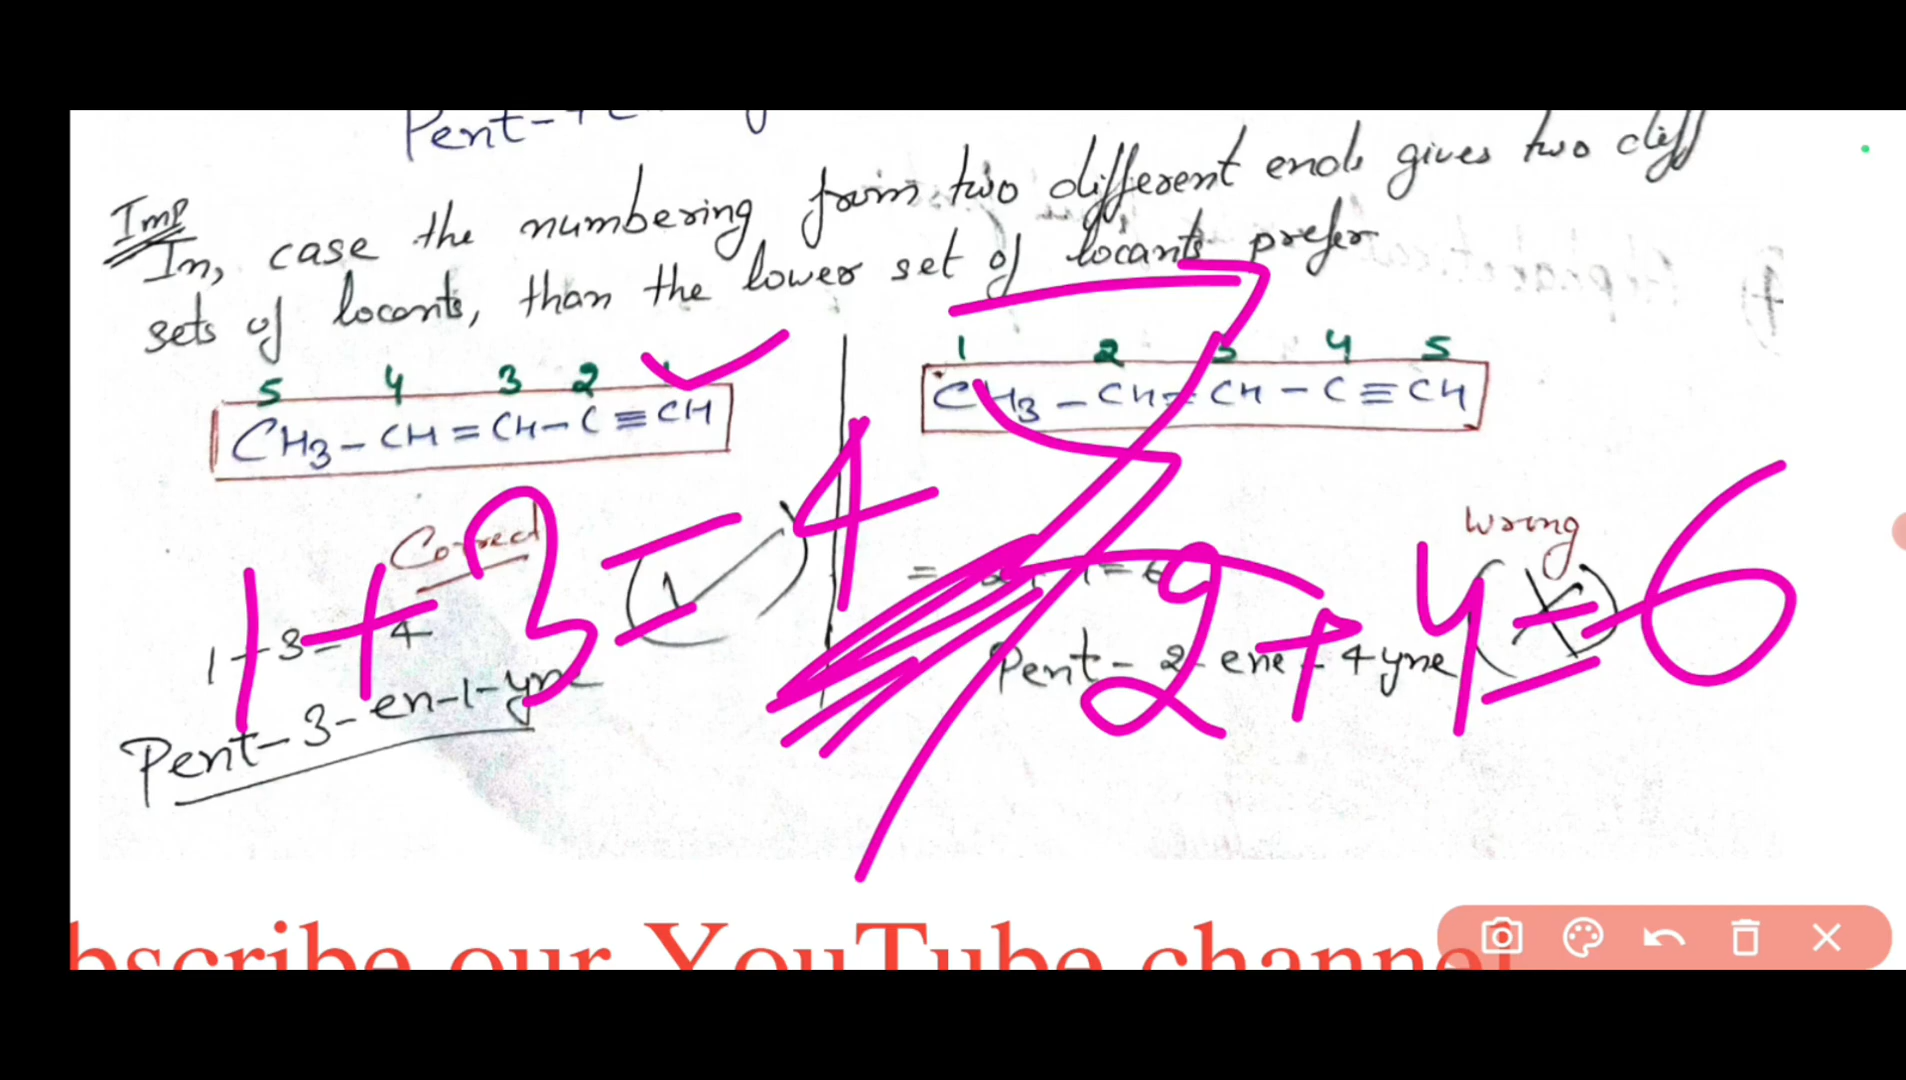 Pent-
Imp
In, case the numbering from two different ends gives two diff
sets of locants, than the lower set of locants prefer
5 4 3 2
CH3 - CH = CH - C ≡ CH
1 2 3 4 5
CH3 - CH = CH - C ≡ CH
Correct
Wrong
1 + 3 = 4
1 + 3 = 4
2 + 4 = 6
= 6
Pent-3-en-1-yne
Pent-2-ene-4yne
bscribe our YouTube channel